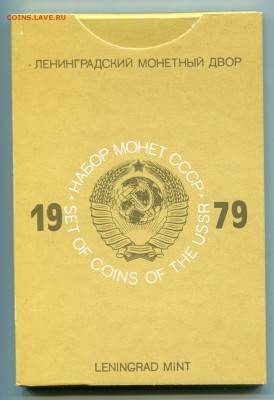 COINS.LAVE.RU
· ЛЕНИНГРАДСКИЙ МОНЕТНЫЙ ДВОР
· НАБОР МОНЕТ СССР ·
19 79
SET OF COINS OF THE USSR
LENINGRAD MINT